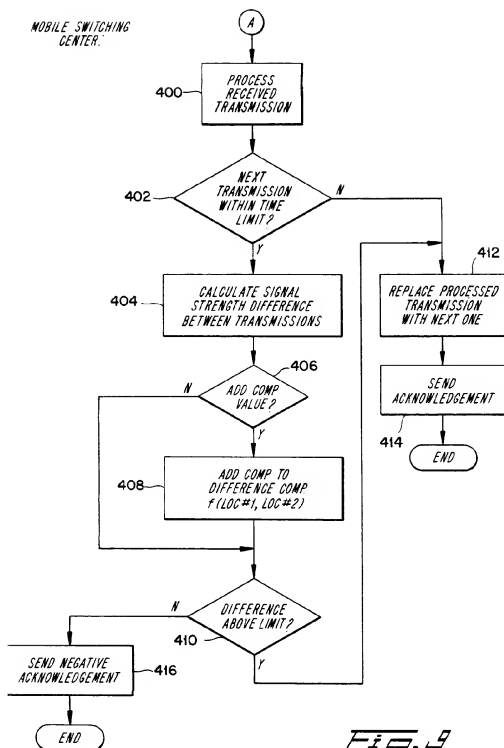 MOBILE SWITCHING
CENTER.
A
400
PROCESS
RECEIVED
TRANSMISSION
402
NEXT
TRANSMISSION
WITHIN TIME
LIMIT?
N
Y
404
CALCULATE SIGNAL
STRENGTH DIFFERENCE
BETWEEN TRANSMISSIONS
412
REPLACE PROCESSED
TRANSMISSION
WITH NEXT ONE
406
N
ADD COMP
VALUE?
Y
414
SEND
ACKNOWLEDGEMENT
END
408
ADD COMP TO
DIFFERENCE COMP
f(LOC#1, LOC#2)
N
DIFFERENCE
ABOVE LIMIT?
410
Y
SEND NEGATIVE
ACKNOWLEDGEMENT
416
END
Fig. 9